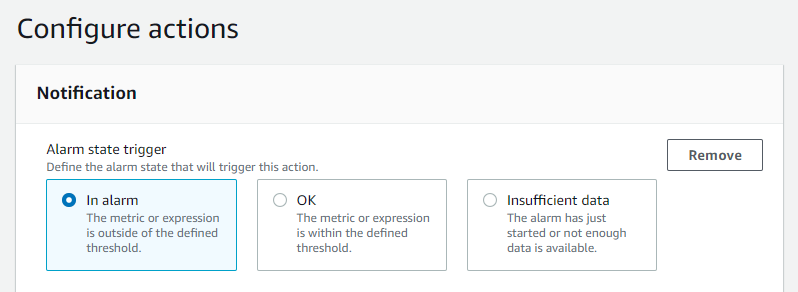 Configure actions
Notification
Alarm state trigger
Define the alarm state that will trigger this action.
Remove
In alarm
The metric or expression
is outside of the defined
threshold.
OK
The metric or expression
is within the defined
threshold.
Insufficient data
The alarm has just
started or not enough
data is available.